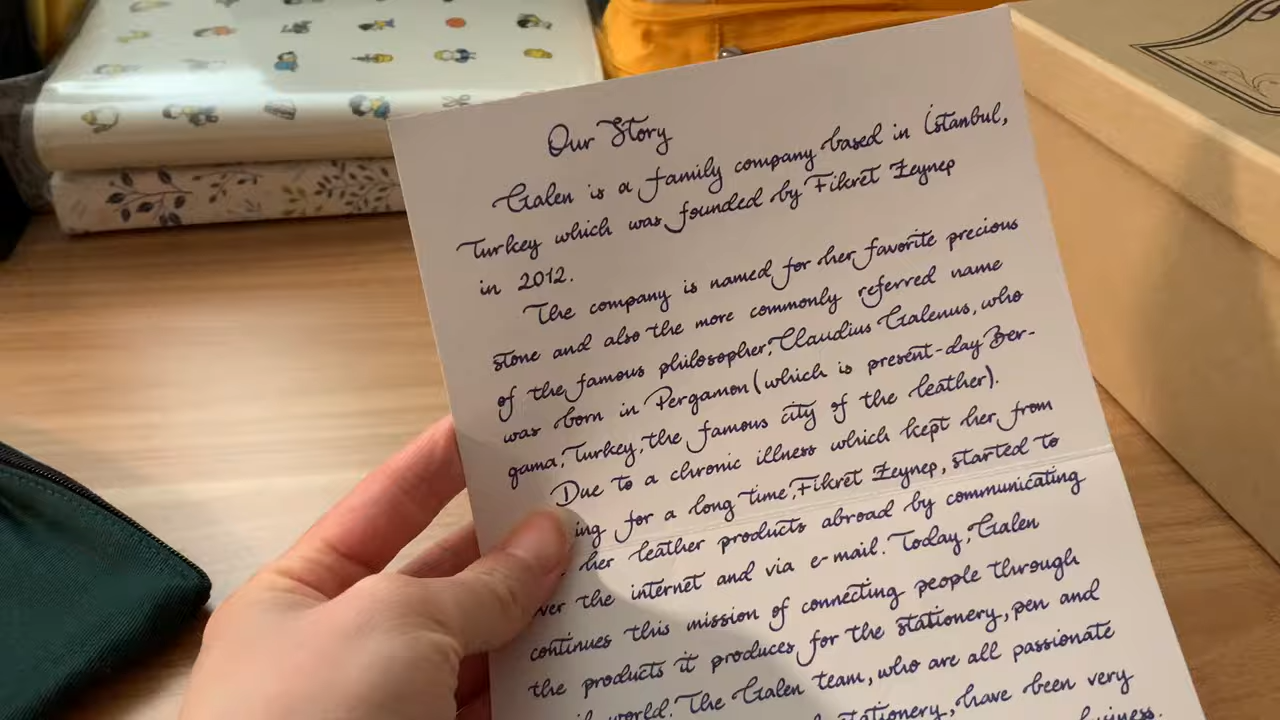 Our Story
Galen is a family company based in İstanbul,
Turkey which was founded by Fikret Zeynep
in 2012.
The company is named for her favorite precious
stone and also the more commonly referred name
of the famous philosopher, Claudius Galenus, who
was born in Pergamon (which is present-day Ber-
gama, Turkey, the famous city of the leather).
Due to a chronic illness which kept her from
ing for a long time, Fikret Zeynep, started to
her leather products abroad by communicating
ver the internet and via e-mail. Today, Galen
continues this mission of connecting people through
the products it produces for the stationery, pen and
world. The Galen team, who are all passionate
stationery, have been very